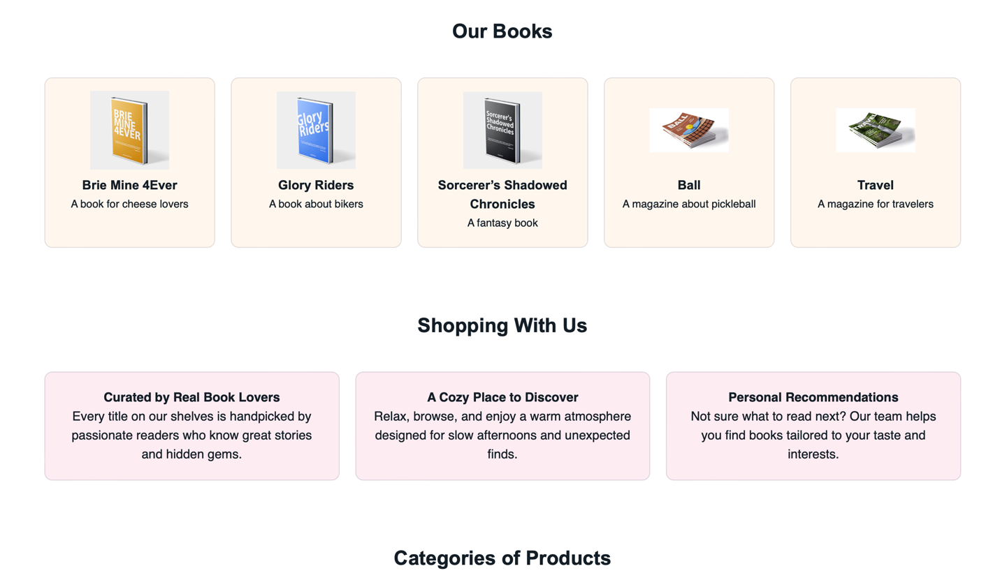 Our Books
BRIE
MINE
4EVER
Glory
Riders
Sorcerer's
Shadowed
Chronicles
BALL
TRAVEL
Brie Mine 4Ever
A book for cheese lovers
Glory Riders
A book about bikers
Sorcerer’s Shadowed
Chronicles
A fantasy book
Ball
A magazine about pickleball
Travel
A magazine for travelers
Shopping With Us
Curated by Real Book Lovers
Every title on our shelves is handpicked by
passionate readers who know great stories
and hidden gems.
A Cozy Place to Discover
Relax, browse, and enjoy a warm atmosphere
designed for slow afternoons and unexpected
finds.
Personal Recommendations
Not sure what to read next? Our team helps
you find books tailored to your taste and
interests.
Categories of Products